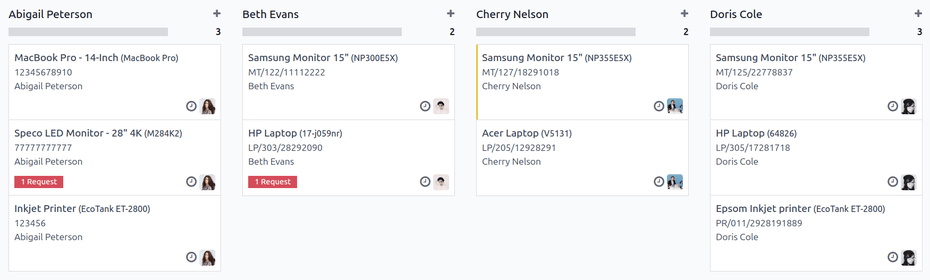 Abigail Peterson
3
MacBook Pro - 14-Inch (MacBook Pro)
12345678910
Abigail Peterson
Speco LED Monitor - 28" 4K (M284K2)
77777777777
Abigail Peterson
1 Request
Inkjet Printer (EcoTank ET-2800)
123456
Abigail Peterson
Beth Evans
2
Samsung Monitor 15" (NP300E5X)
MT/122/11112222
Beth Evans
HP Laptop (17-j059nr)
LP/303/28292090
Beth Evans
1 Request
Cherry Nelson
2
Samsung Monitor 15" (NP355E5X)
MT/127/18291018
Cherry Nelson
Acer Laptop (V5131)
LP/205/12928291
Cherry Nelson
Doris Cole
3
Samsung Monitor 15" (NP355E5X)
MT/125/22778837
Doris Cole
HP Laptop (64826)
LP/305/17281718
Doris Cole
Epsom Inkjet printer (EcoTank ET-2800)
PR/011/2928191889
Doris Cole